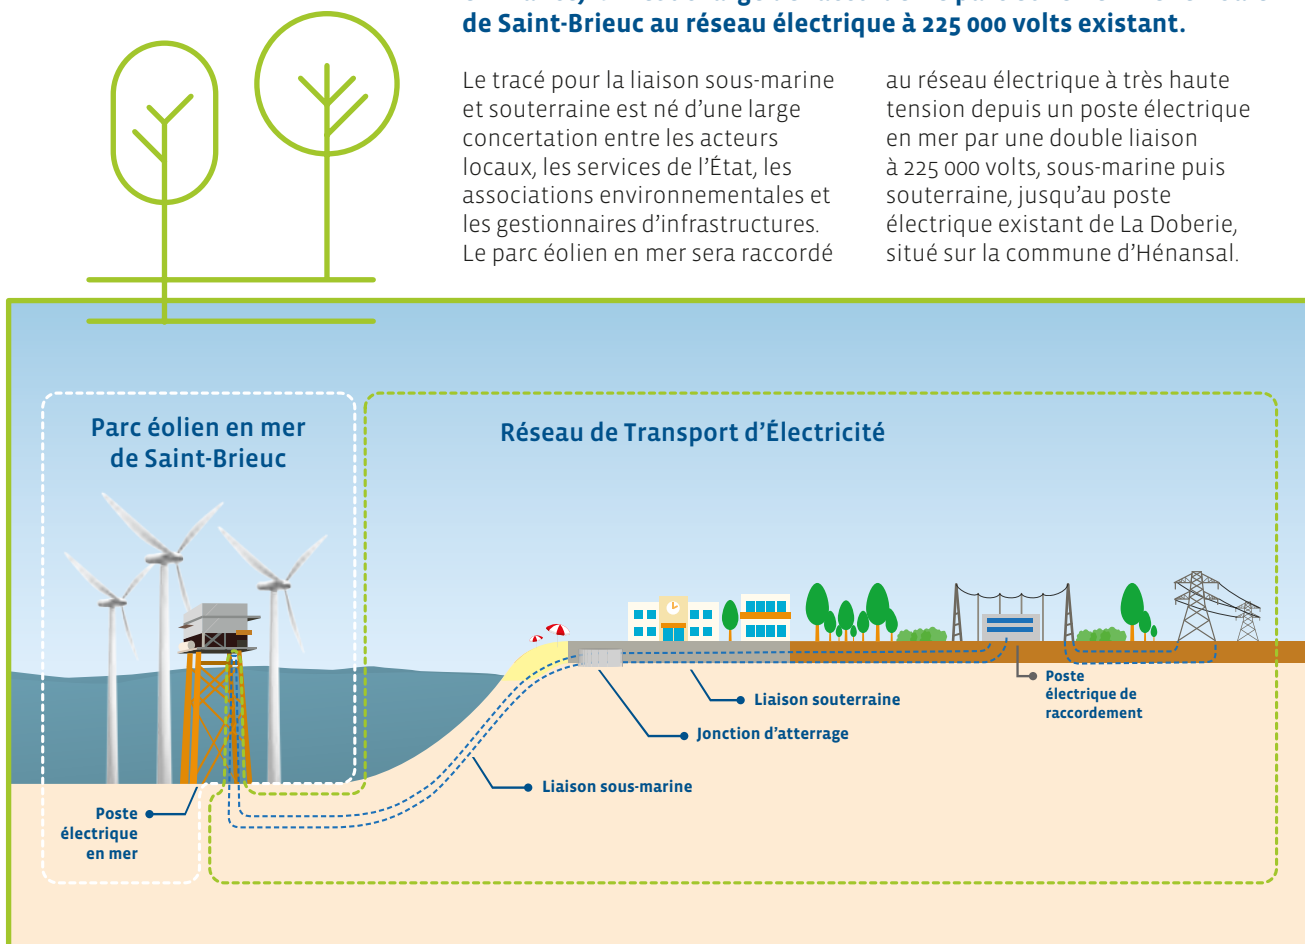 de Saint-Brieuc au réseau électrique à 225 000 volts existant.
Le tracé pour la liaison sous-marine
et souterraine est né d’une large
concertation entre les acteurs
locaux, les services de l’État, les
associations environnementales et
les gestionnaires d’infrastructures.
Le parc éolien en mer sera raccordé
au réseau électrique à très haute
tension depuis un poste électrique
en mer par une double liaison
à 225 000 volts, sous-marine puis
souterraine, jusqu’au poste
électrique existant de La Doberie,
situé sur la commune d’Hénansal.
Parc éolien en mer
de Saint-Brieuc
Réseau de Transport d’Électricité
Poste
électrique de
raccordement
Liaison souterraine
Jonction d’atterrage
Liaison sous-marine
Poste
électrique
en mer